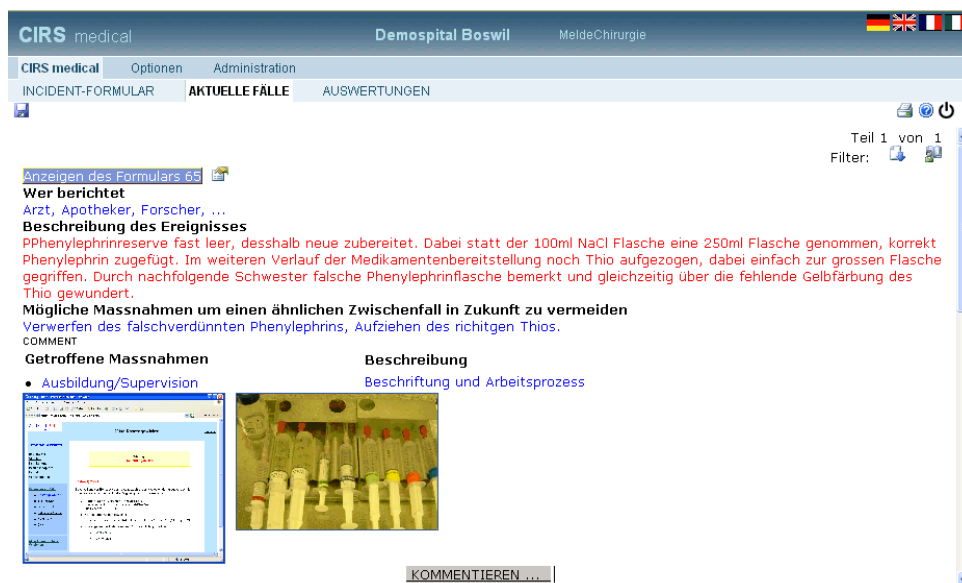 CIRS medical Demospital Boswil MeldeChirurgie
CIRS medical Optionen Administration
INCIDENT-FORMULAR AKTUELLE FÄLLE AUSWERTUNGEN
Teil 1 von 1
Filter:
Anzeigen des Formulars 65
Wer berichtet
Arzt, Apotheker, Forscher, ...
Beschreibung des Ereignisses
PPhenylephrinreserve fast leer, desshalb neue zubereitet. Dabei statt der 100ml NaCl Flasche eine 250ml Flasche genommen, korrekt
Phenylephrin zugefügt. Im weiteren Verlauf der Medikamentenbereitstellung noch Thio aufgezogen, dabei einfach zur grossen Flasche
gegriffen. Durch nachfolgende Schwester falsche Phenylephrinflasche bemerkt und gleichzeitig über die fehlende Gelbfärbung des
Thio gewundert.
Mögliche Massnahmen um einen ähnlichen Zwischenfall in Zukunft zu vermeiden
Verwerfen des falschverdünnten Phenylephrins, Aufziehen des richitgen Thios.
COMMENT
Getroffene Massnahmen Beschreibung
• Ausbildung/Supervision Beschriftung und Arbeitsprozess
KOMMENTIEREN ...